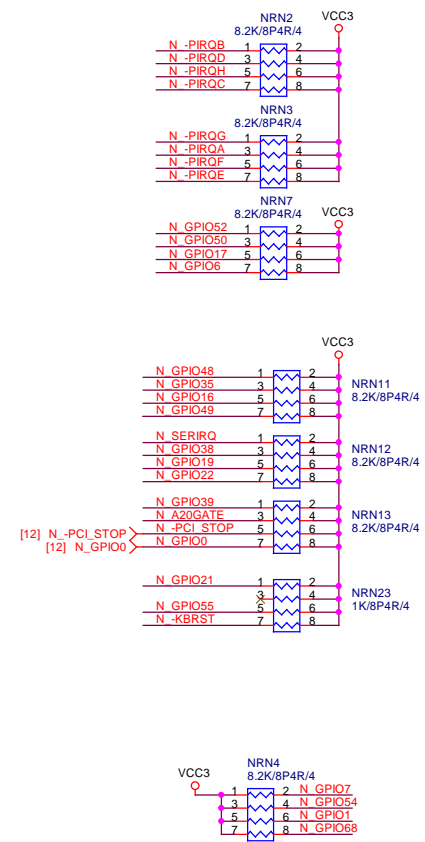 NRN2 VCC3
8.2K/8P4R/4
N_-PIRQB 1 2
N_-PIRQD 3 4
N_-PIRQH 5 6
N_-PIRQC 7 8
NRN3
8.2K/8P4R/4
N_-PIRQG 1 2
N_-PIRQA 3 4
N_-PIRQF 5 6
N_-PIRQE 7 8
NRN7
8.2K/8P4R/4 VCC3
N_GPIO52 1 2
N_GPIO50 3 4
N_GPIO17 5 6
N_GPIO6 7 8
VCC3
N_GPIO48 1 2
N_GPIO35 3 4 NRN11
N_GPIO16 5 6 8.2K/8P4R/4
N_GPIO49 7 8
N_SERIRQ 1 2
N_GPIO38 3 4 NRN12
N_GPIO19 5 6 8.2K/8P4R/4
N_GPIO22 7 8
N_GPIO39 1 2
N_A20GATE 3 4 NRN13
[12] N_-PCI_STOP N_-PCI_STOP 5 6 8.2K/8P4R/4
[12] N_GPIO0 N_GPIO0 7 8
N_GPIO21 1 2
3 4 NRN23
N_GPIO55 5 6 1K/8P4R/4
N_-KBRST 7 8
NRN4
VCC3 8.2K/8P4R/4
1 2 N_GPIO7
3 4 N_GPIO54
5 6 N_GPIO1
7 8 N_GPIO68